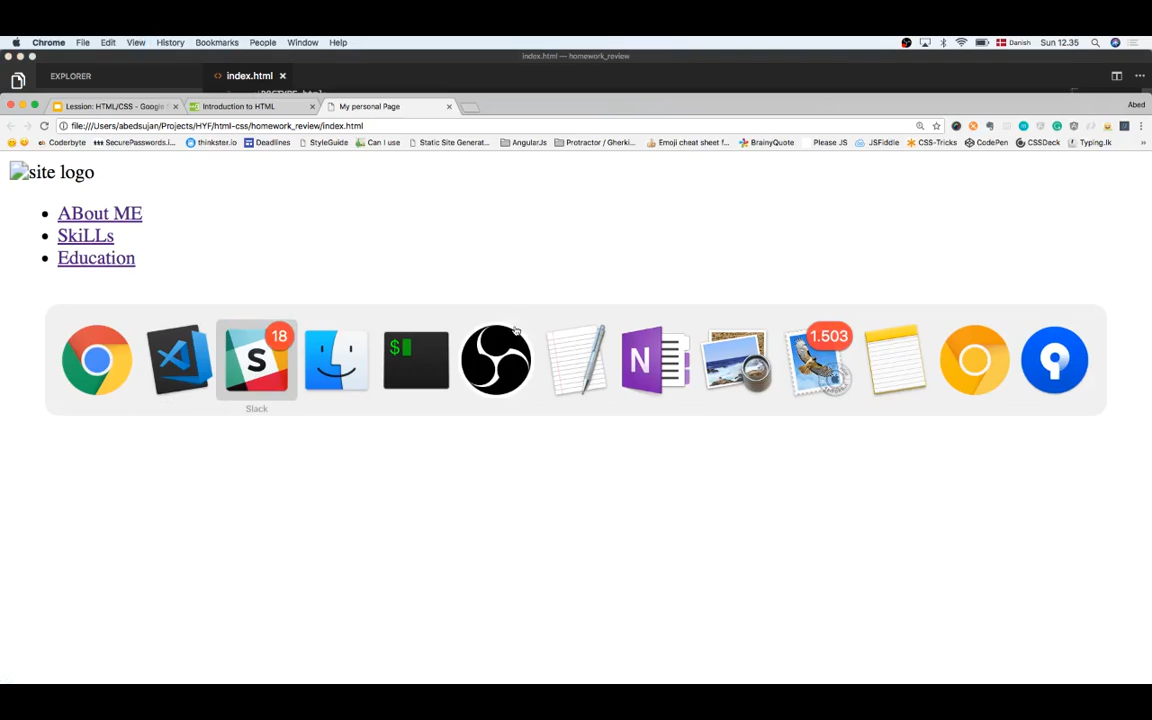 Chrome File Edit View History Bookmarks People Window Help Danish Sun 12.35
index.html — homework_review
EXPLORER index.html
Lession: HTML/CSS - Google Introduction to HTML My personal Page Abed
file:///Users/abedsujan/Projects/HYF/html-css/homework_review/index.html
Coderbyte SecurePasswords.i... thinkster.io Deadlines StyleGuide Can I use Static Site Generat... AngularJs Protractor / Gherki... Emoji cheat sheet f... BrainyQuote Please JS JSFiddle CSS-Tricks CodePen CSSDeck Typing.lk »
site logo
ABout ME
SkiLLs
Education
18
1.503
$
S
N
Slack